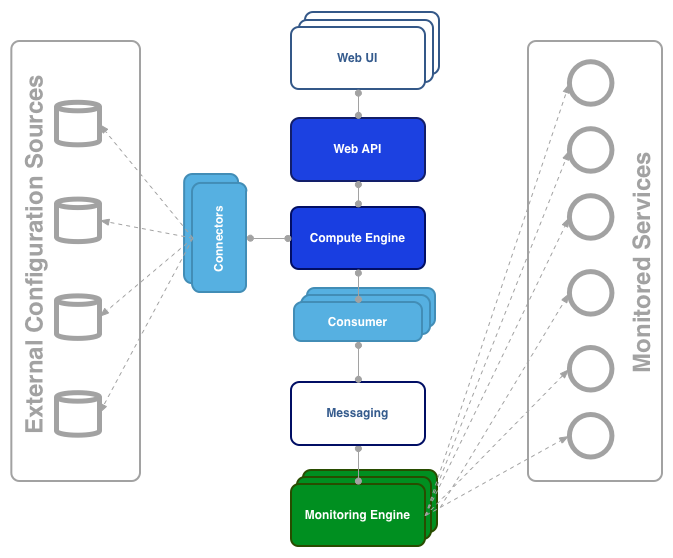 External Configuration Sources
Connectors
Web UI
Web API
Compute Engine
Consumer
Messaging
Monitoring Engine
Monitored Services